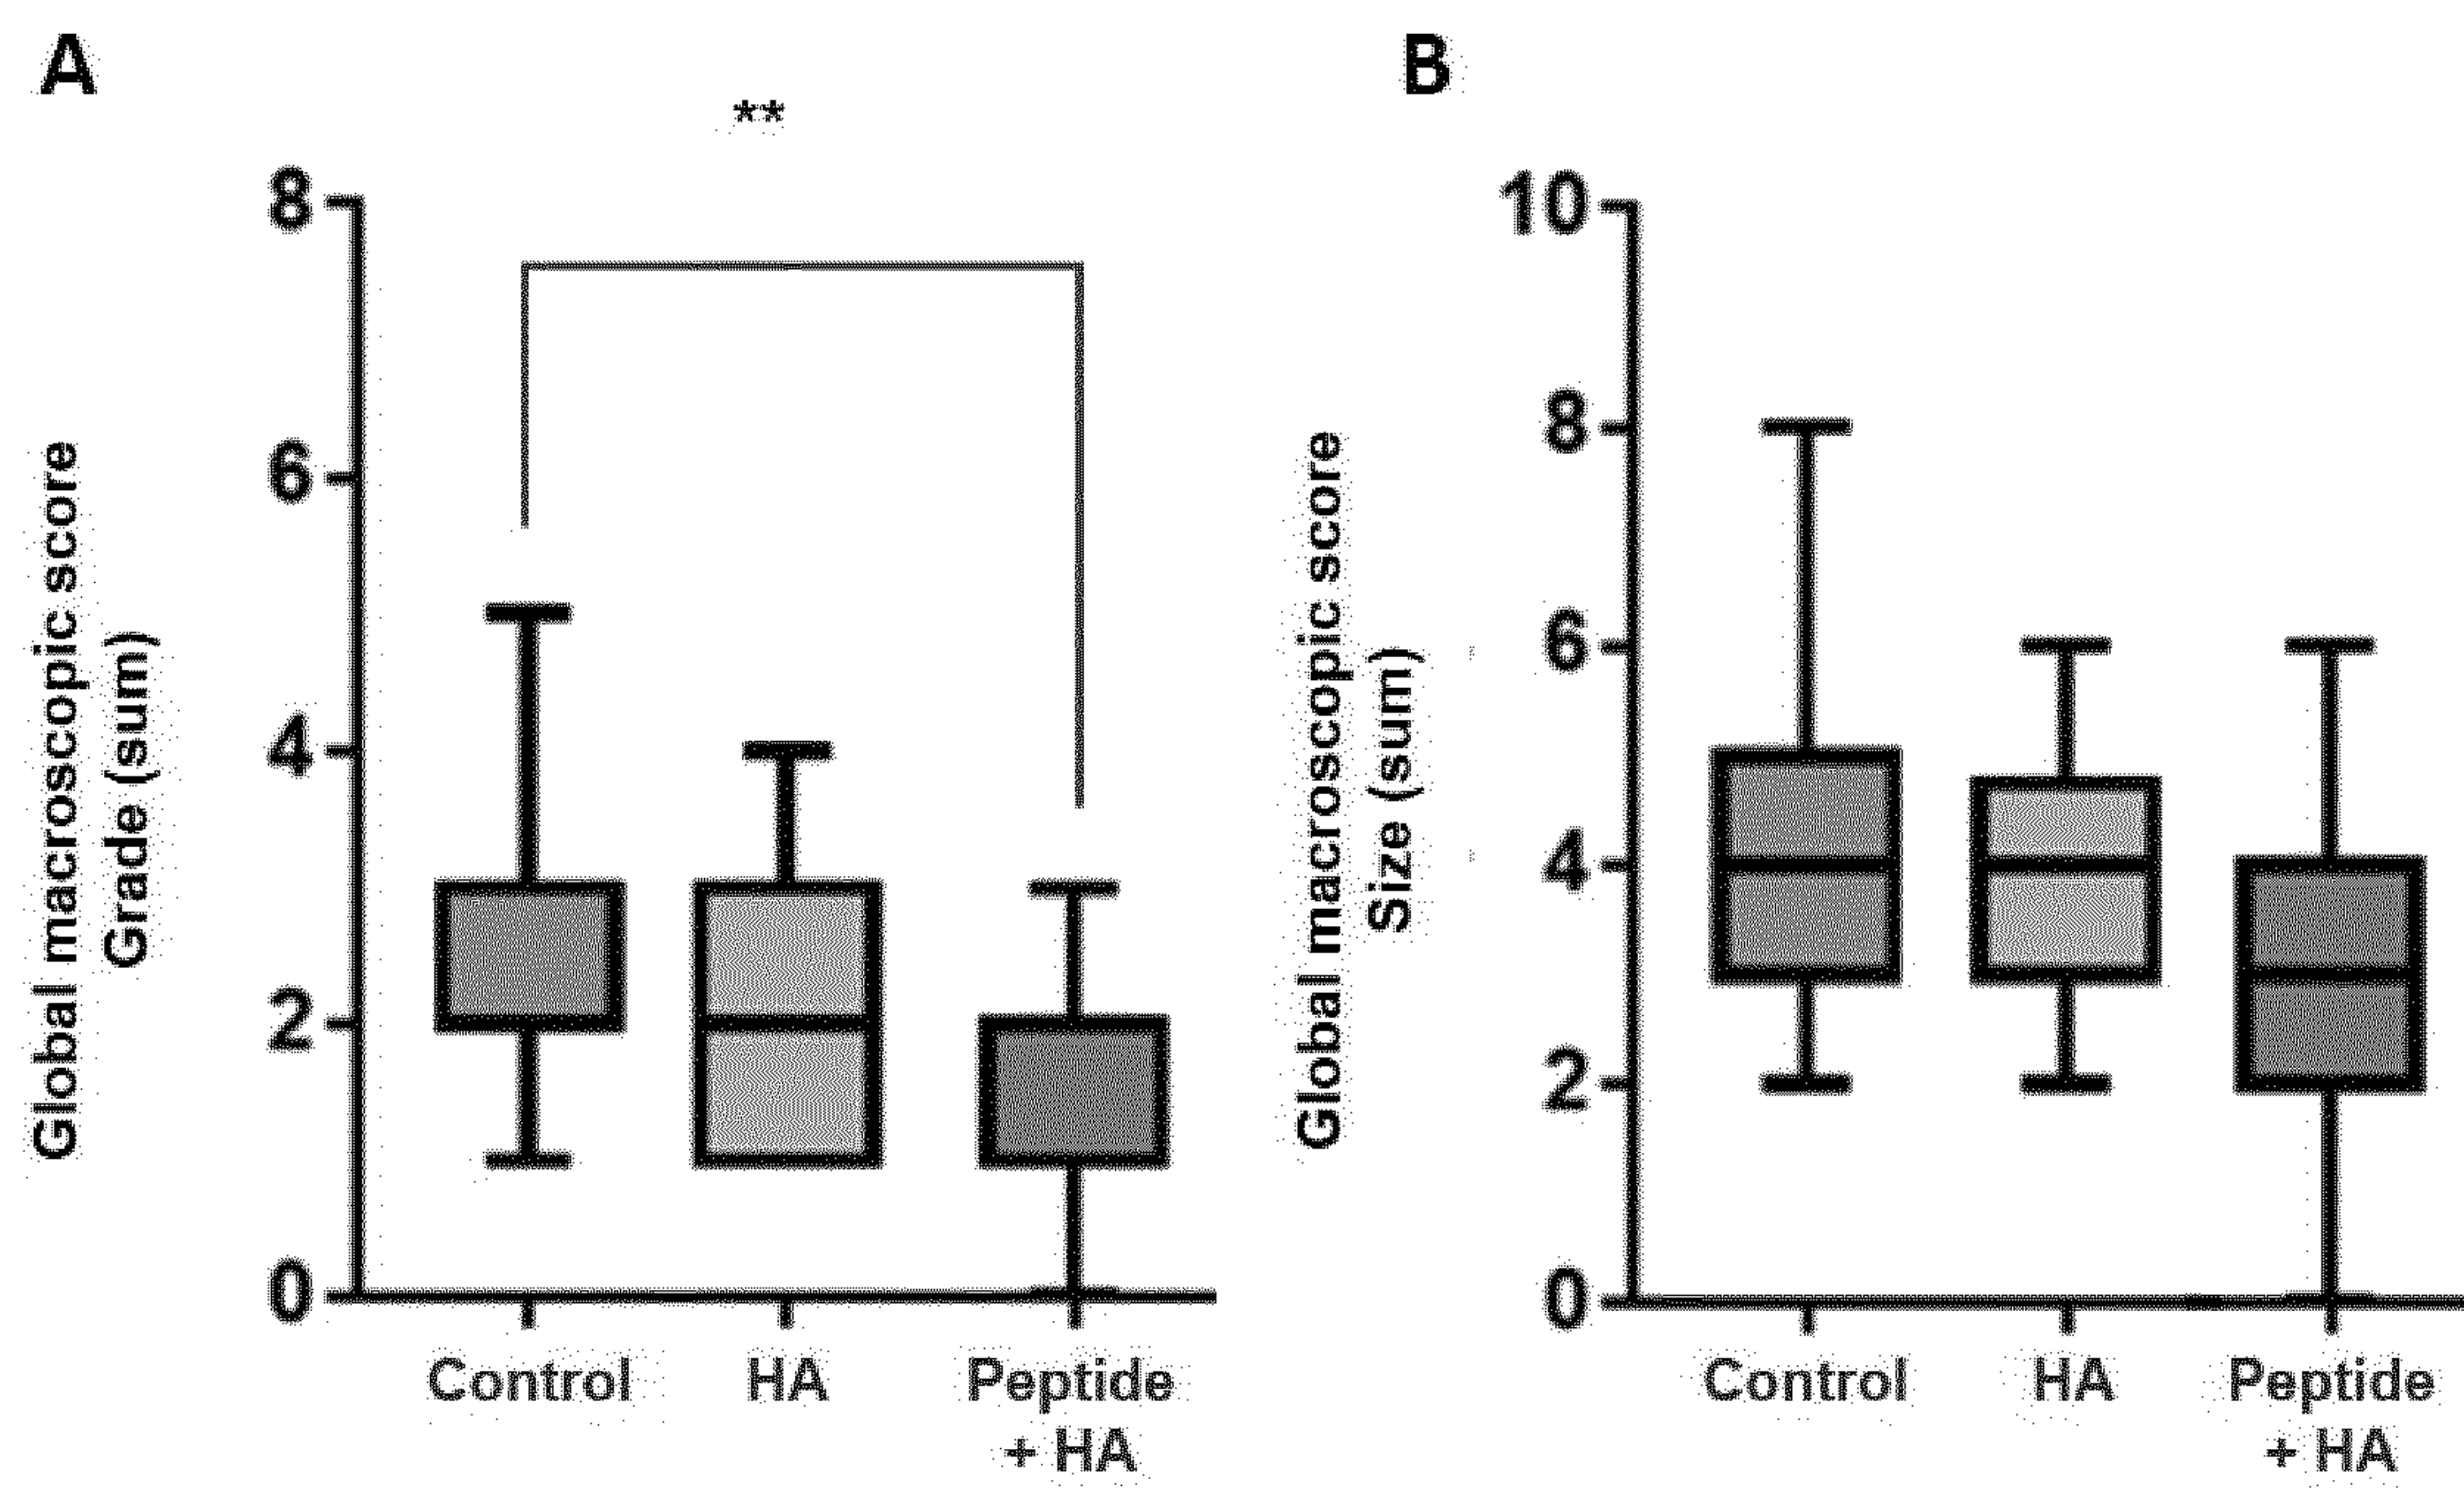 A
**
8
6
4
2
0
Global macroscopic score
Grade (sum)
Control
HA
Peptide
+ HA
B
10
8
6
4
2
0
Global macroscopic score
Size (sum)
Control
HA
Peptide
+ HA